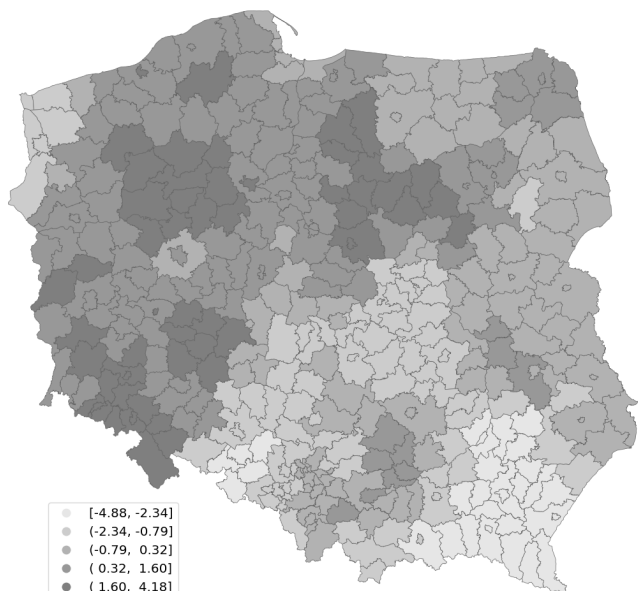 [-4.88, -2.34]
(-2.34, -0.79]
(-0.79, 0.32]
( 0.32, 1.60]
( 1.60, 4.18]